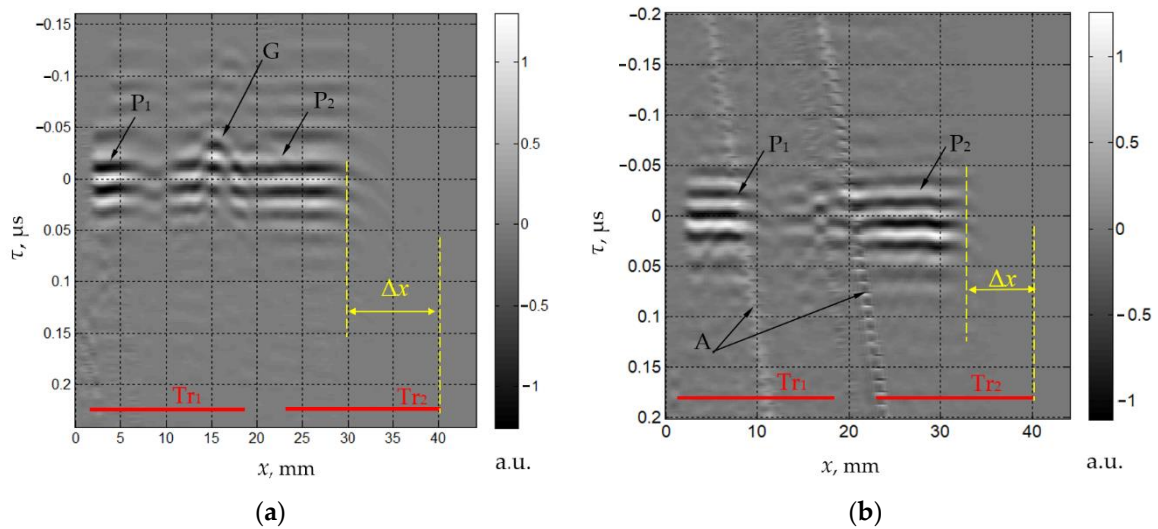 −0.15
−0.1
−0.05
0
0.05
0.1
0.15
0.2
τ, µs
P1
G
P2
Δx
Tr1
Tr2
0 5 10 15 20 25 30 35 40
x, mm
1
0.5
0
−0.5
−1
a.u.
(a)
−0.2
−0.15
−0.1
−0.05
0
0.05
0.1
0.15
0.2
τ, µs
P1
P2
Δx
A
Tr1
Tr2
0 10 20 30 40
x, mm
1
0.5
0
−0.5
−1
a.u.
(b)